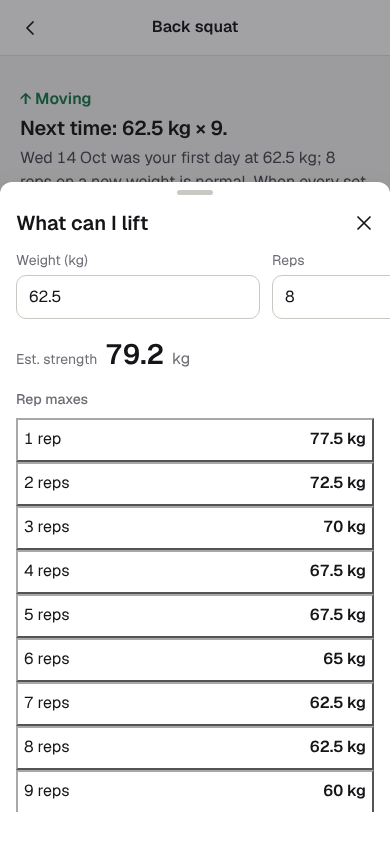 Back squat
↑ Moving
Next time: 62.5 kg × 9.
Wed 14 Oct was your first day at 62.5 kg; 8
reps on a new weight is normal. When every set
What can I lift
Weight (kg)
Reps
62.5
8
Est. strength 79.2 kg
Rep maxes
1 rep 77.5 kg
2 reps 72.5 kg
3 reps 70 kg
4 reps 67.5 kg
5 reps 67.5 kg
6 reps 65 kg
7 reps 62.5 kg
8 reps 62.5 kg
9 reps 60 kg